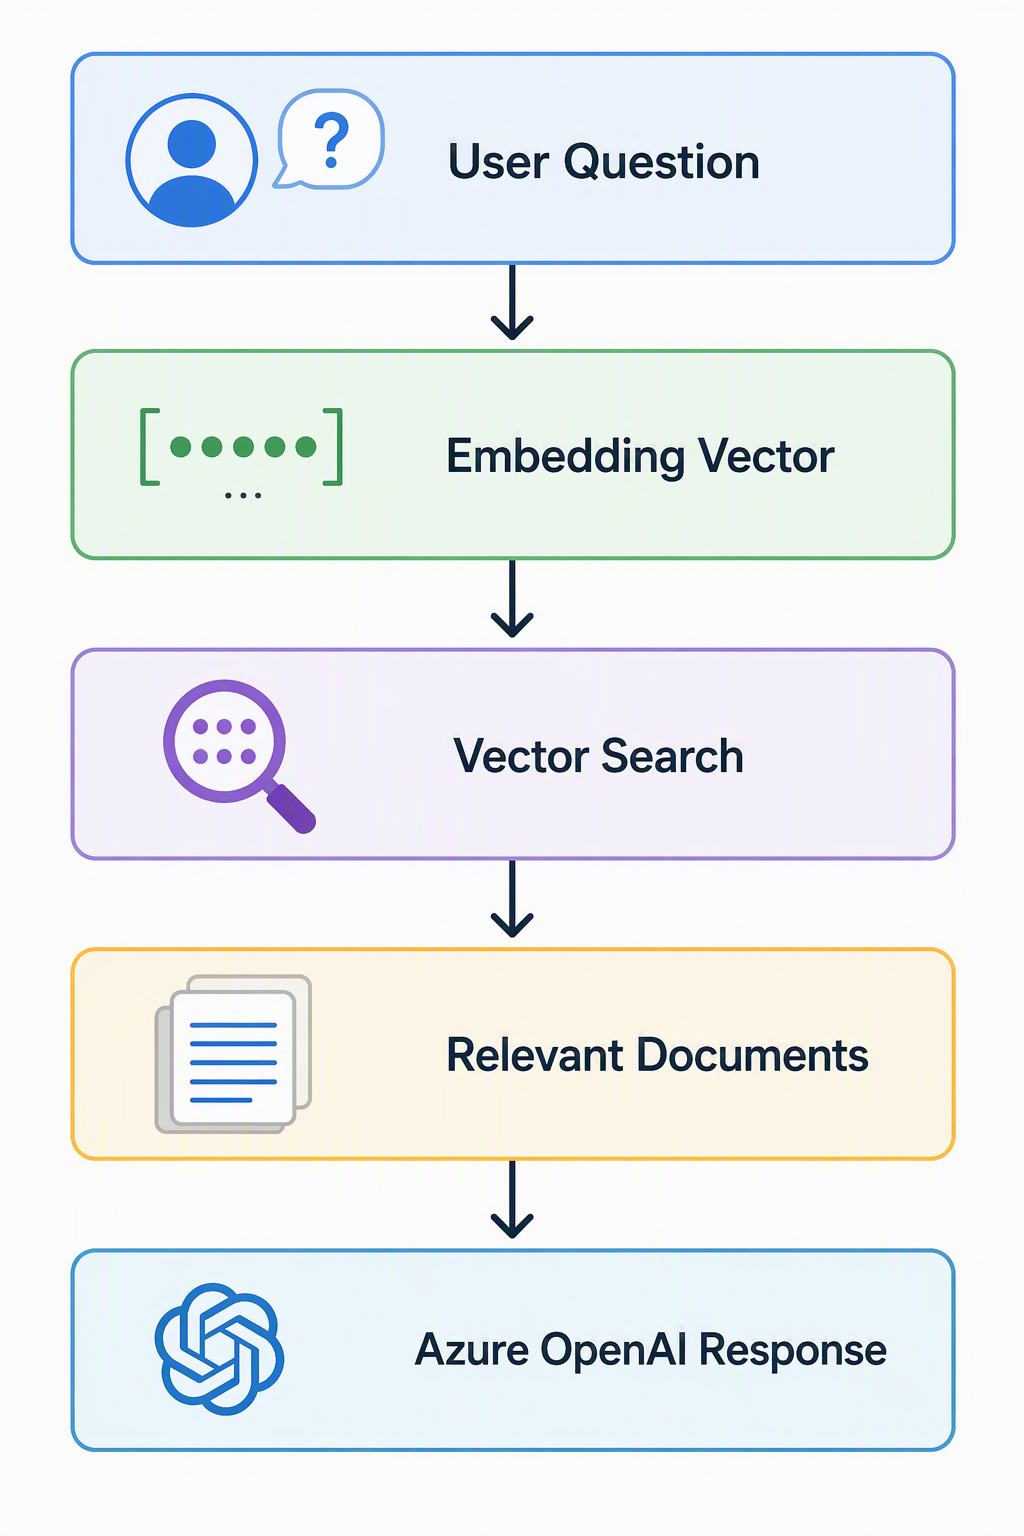 ?
User Question
[•••••]
...
Embedding Vector
Vector Search
Relevant Documents
Azure OpenAI Response